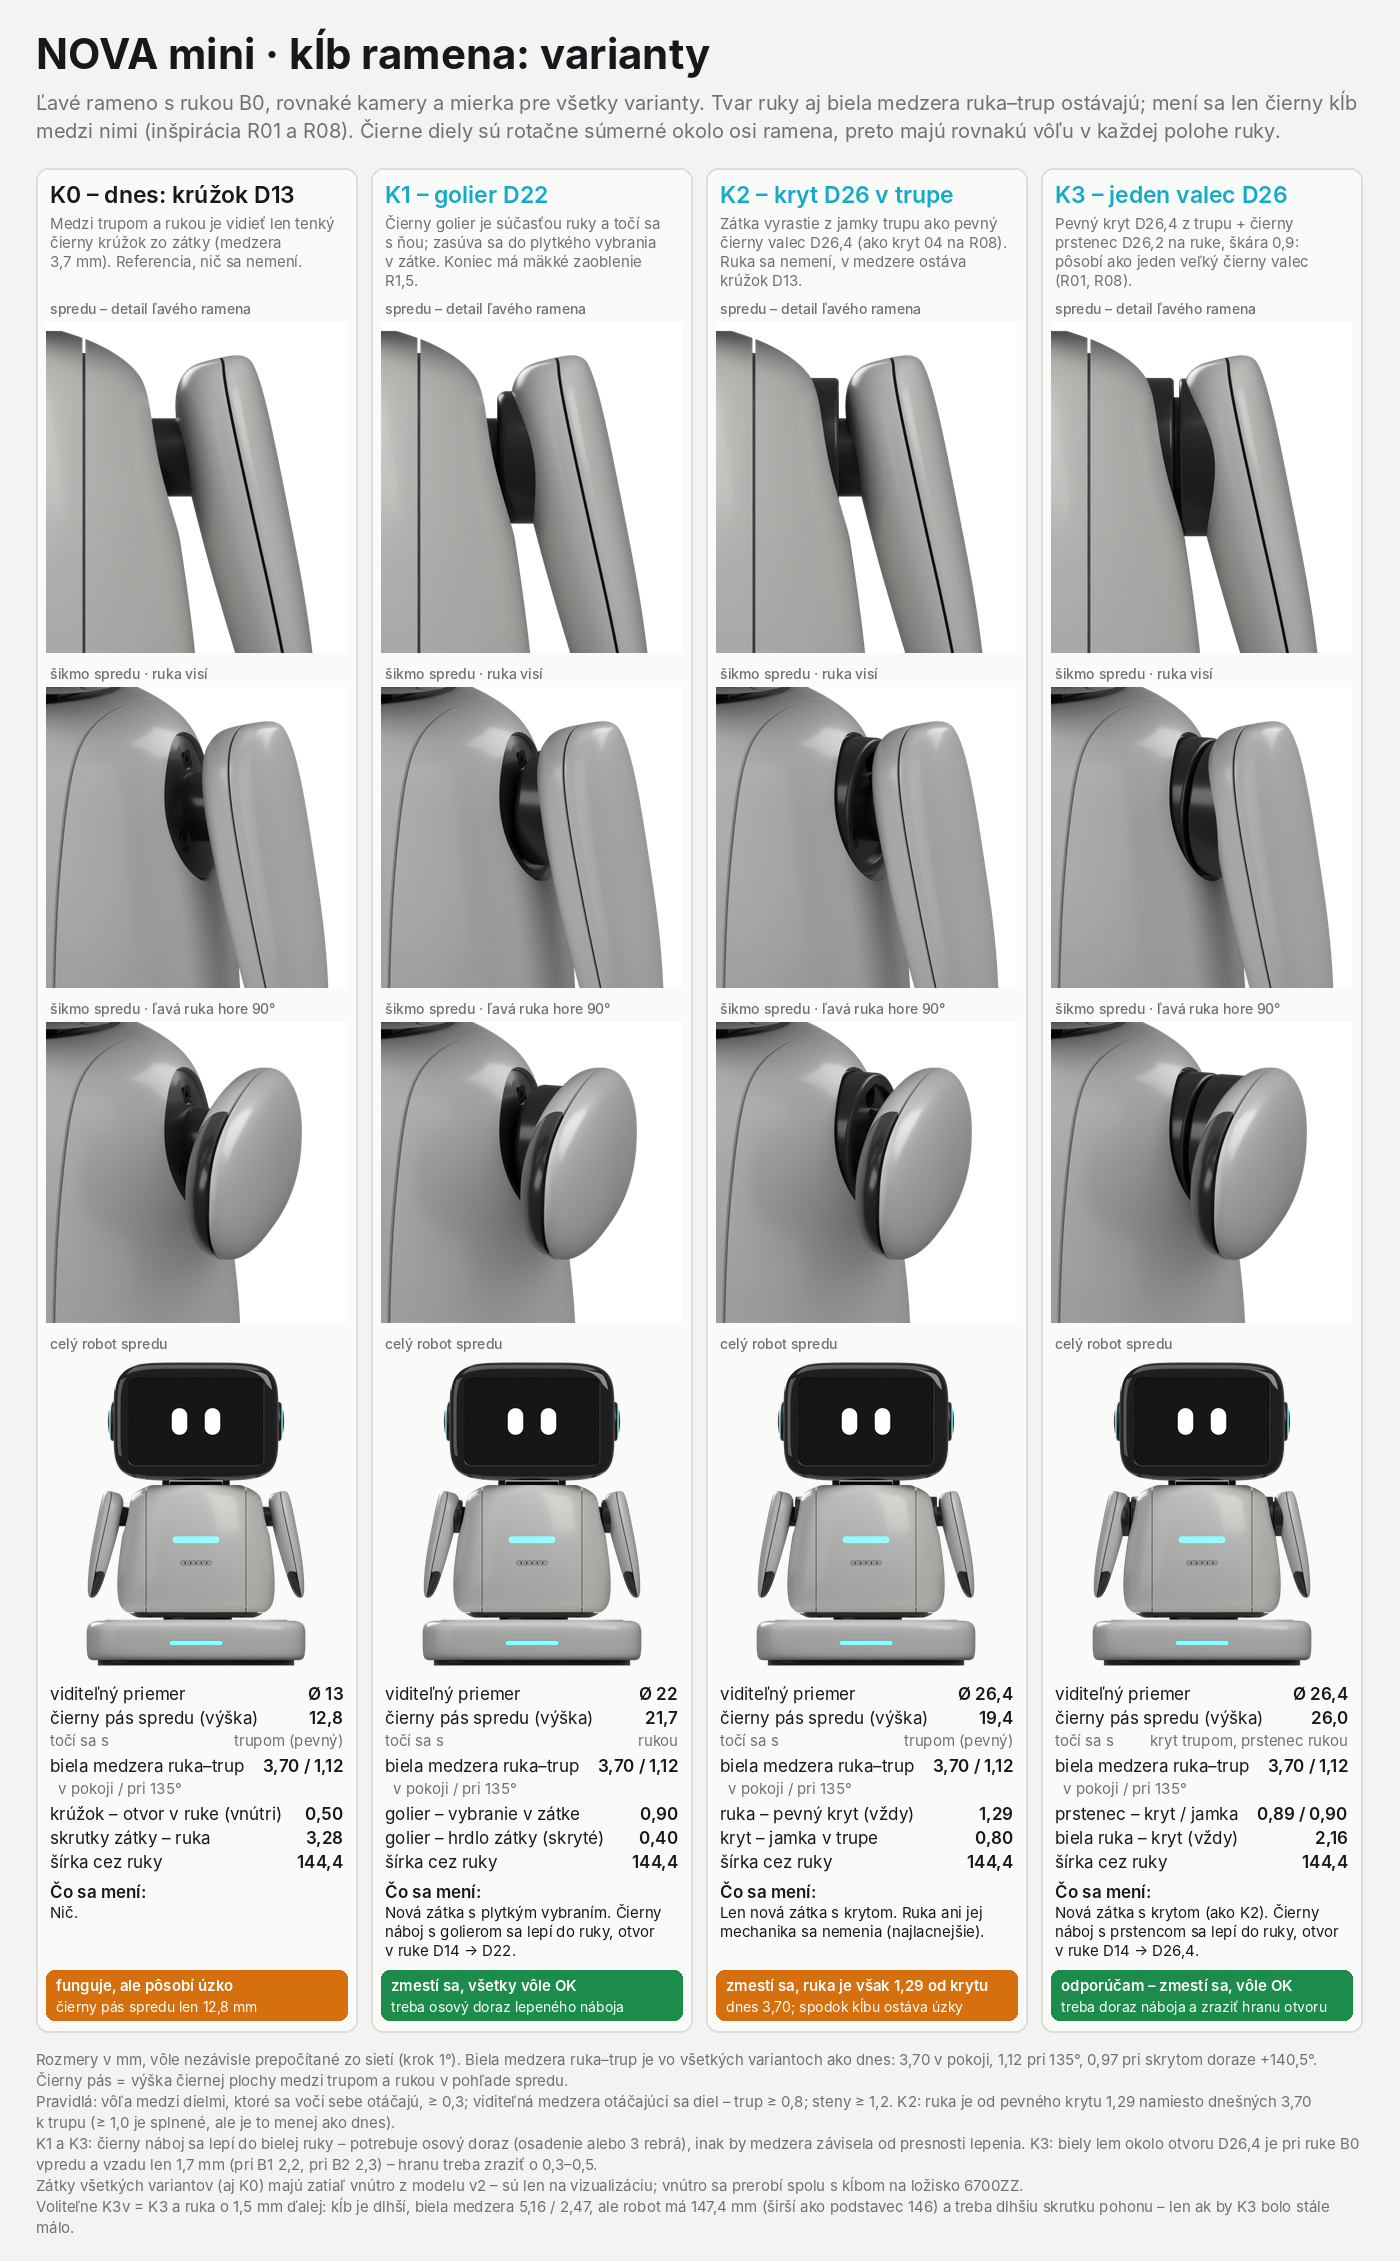 NOVA mini · kĺb ramena: varianty
Ľavé rameno s rukou B0, rovnaké kamery a mierka pre všetky varianty. Tvar ruky aj biela medzera ruka–trup ostávajú; mení sa len čierny kĺb
medzi nimi (inšpirácia R01 a R08). Čierne diely sú rotačne súmerné okolo osi ramena, preto majú rovnakú vôľu v každej polohe ruky.
K0 – dnes: krúžok D13
Medzi trupom a rukou je vidieť len tenký
čierny krúžok zo zátky (medzera
3,7 mm). Referencia, nič sa nemení.
spredu – detail ľavého ramena
šikmo spredu · ruka visí
šikmo spredu · ľavá ruka hore 90°
celý robot spredu
viditeľný priemer Ø 13
čierny pás spredu (výška) 12,8
točí sa s trupom (pevný)
biela medzera ruka–trup 3,70 / 1,12
v pokoji / pri 135°
krúžok – otvor v ruke (vnútri) 0,50
skrutky zátky – ruka 3,28
šírka cez ruky 144,4
Čo sa mení:
Nič.
funguje, ale pôsobí úzko
čierny pás spredu len 12,8 mm
K1 – golier D22
Čierny golier je súčasťou ruky a točí sa
s ňou; zasúva sa do plytkého vybrania
v zátke. Koniec má mäkké zaoblenie
R1,5.
spredu – detail ľavého ramena
šikmo spredu · ruka visí
šikmo spredu · ľavá ruka hore 90°
celý robot spredu
viditeľný priemer Ø 22
čierny pás spredu (výška) 21,7
točí sa s rukou
biela medzera ruka–trup 3,70 / 1,12
v pokoji / pri 135°
golier – vybranie v zátke 0,90
golier – hrdlo zátky (skryté) 0,40
šírka cez ruky 144,4
Čo sa mení:
Nová zátka s plytkým vybraním. Čierny
náboj s golierom sa lepí do ruky, otvor
v ruke D14 → D22.
zmestí sa, všetky vôle OK
treba osový doraz lepeného náboja
K2 – kryt D26 v trupe
Zátka vyrastie z jamky trupu ako pevný
čierny valec D26,4 (ako kryt 04 na R08).
Ruka sa nemení, v medzere ostáva
krúžok D13.
spredu – detail ľavého ramena
šikmo spredu · ruka visí
šikmo spredu · ľavá ruka hore 90°
celý robot spredu
viditeľný priemer Ø 26,4
čierny pás spredu (výška) 19,4
točí sa s trupom (pevný)
biela medzera ruka–trup 3,70 / 1,12
v pokoji / pri 135°
ruka – pevný kryt (vždy) 1,29
kryt – jamka v trupe 0,80
šírka cez ruky 144,4
Čo sa mení:
Len nová zátka s krytom. Ruka ani jej
mechanika sa nemenia (najlacnejšie).
zmestí sa, ruka je však 1,29 od krytu
dnes 3,70; spodok kĺbu ostáva úzky
K3 – jeden valec D26
Pevný kryt D26,4 z trupu + čierny
prstenec D26,2 na ruke, škára 0,9:
pôsobí ako jeden veľký čierny valec
(R01, R08).
spredu – detail ľavého ramena
šikmo spredu · ruka visí
šikmo spredu · ľavá ruka hore 90°
celý robot spredu
viditeľný priemer Ø 26,4
čierny pás spredu (výška) 26,0
točí sa s kryt trupom, prstenec rukou
biela medzera ruka–trup 3,70 / 1,12
v pokoji / pri 135°
prstenec – kryt / jamka 0,89 / 0,90
biela ruka – kryt (vždy) 2,16
šírka cez ruky 144,4
Čo sa mení:
Nová zátka s krytom (ako K2). Čierny
náboj s prstencom sa lepí do ruky, otvor
v ruke D14 → D26,4.
odporúčam – zmestí sa, vôle OK
treba doraz náboja a zraziť hranu otvoru
Rozmery v mm, vôle nezávisle prepočítané zo sietí (krok 1°). Biela medzera ruka–trup je vo všetkých variantoch ako dnes: 3,70 v pokoji, 1,12 pri 135°, 0,97 pri skrytom doraze +140,5°.
Čierny pás = výška čiernej plochy medzi trupom a rukou v pohľade spredu.
Pravidlá: vôľa medzi dielmi, ktoré sa voči sebe otáčajú, ≥ 0,3; viditeľná medzera otáčajúci sa diel – trup ≥ 0,8; steny ≥ 1,2. K2: ruka je od pevného krytu 1,29 namiesto dnešných 3,70
k trupu (≥ 1,0 je splnené, ale je to menej ako dnes).
K1 a K3: čierny náboj sa lepí do bielej ruky – potrebuje osový doraz (osadenie alebo 3 rebrá), inak by medzera závisela od presnosti lepenia. K3: biely lem okolo otvoru D26,4 je pri ruke B0
vpredu a vzadu len 1,7 mm (pri B1 2,2, pri B2 2,3) – hranu treba zraziť o 0,3–0,5.
Zátky všetkých variantov (aj K0) majú zatiaľ vnútro z modelu v2 – sú len na vizualizáciu; vnútro sa prerobí spolu s kĺbom na ložisko 6700ZZ.
Voliteľne K3v = K3 a ruka o 1,5 mm ďalej: kĺb je dlhší, biela medzera 5,16 / 2,47, ale robot má 147,4 mm (širší ako podstavec 146) a treba dlhšiu skrutku pohonu – len ak by K3 bolo stále
málo.